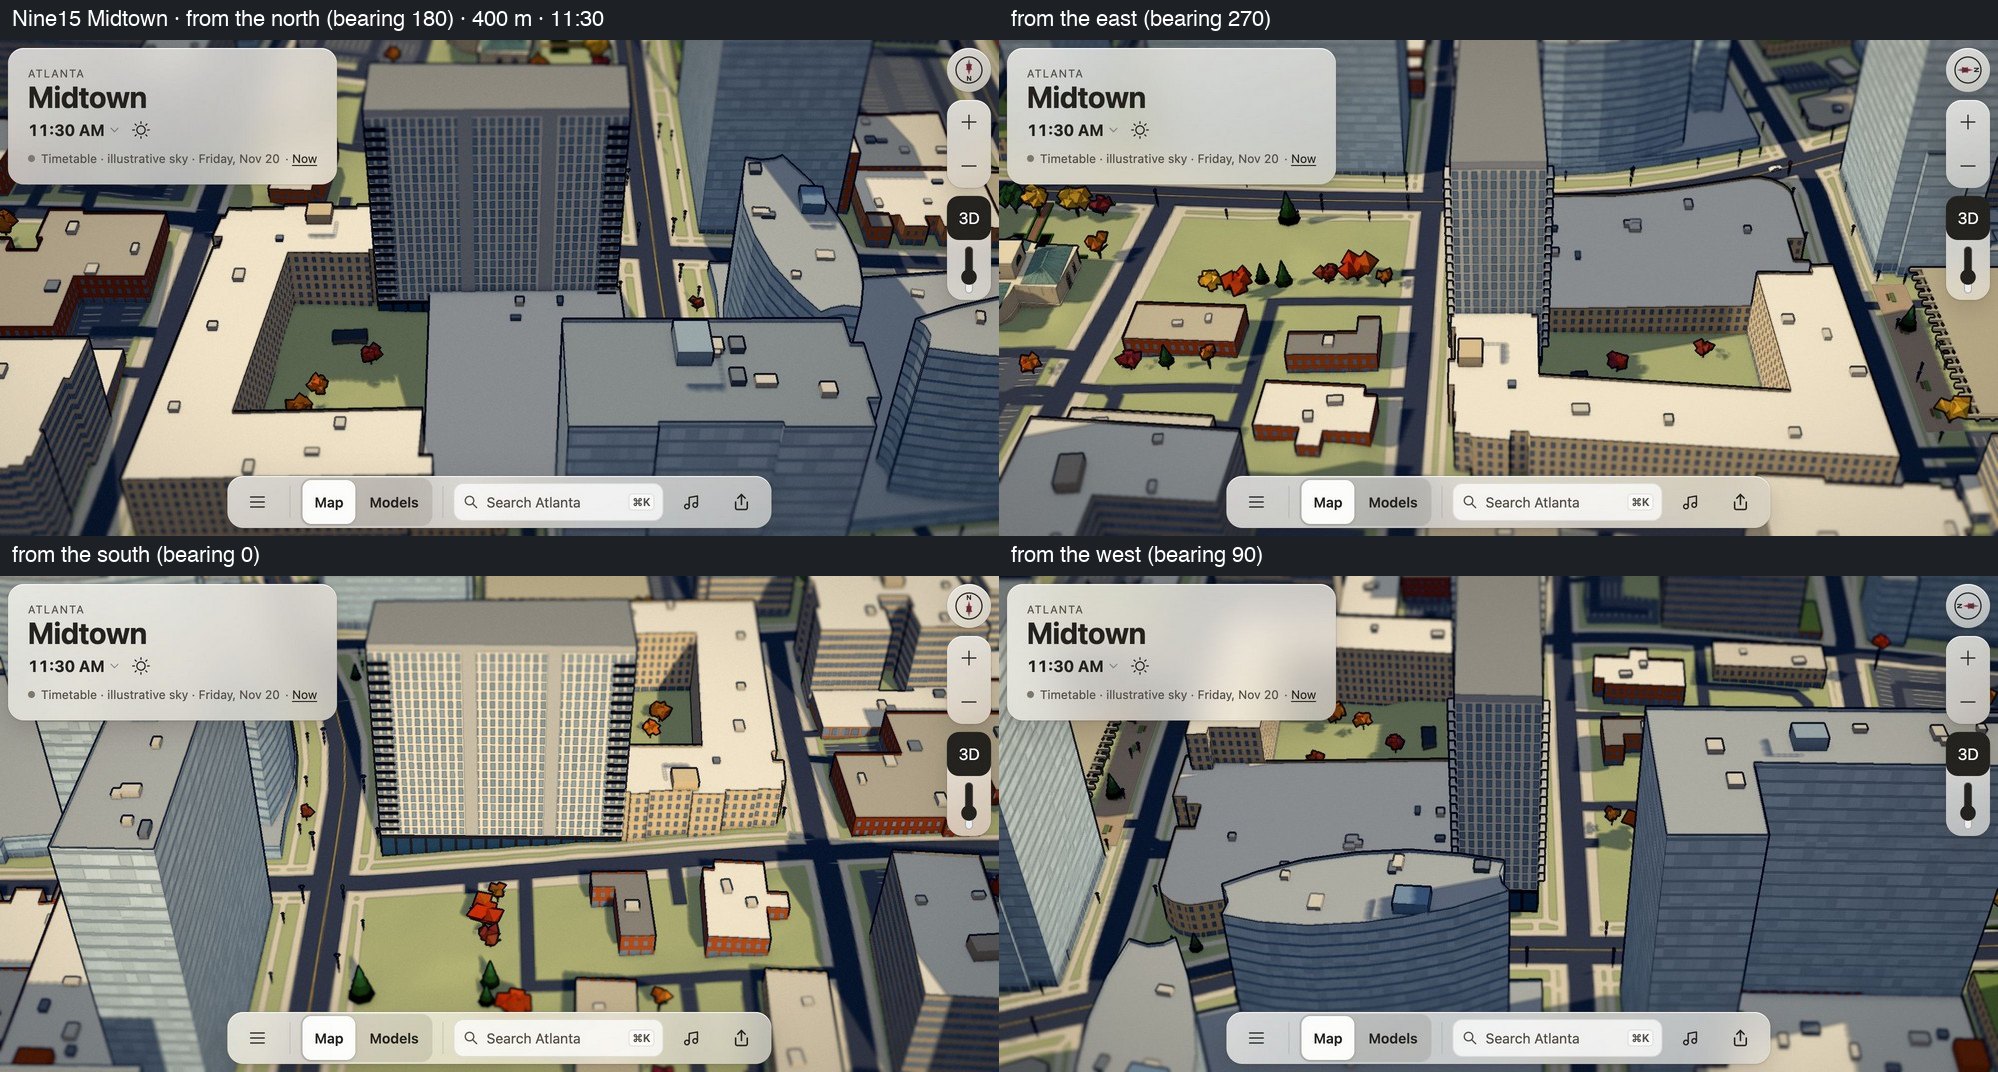 Nine15 Midtown · from the north (bearing 180) · 400 m · 11:30
ATLANTA
Midtown
11:30 AM
Timetable · illustrative sky · Friday, Nov 20 · Now
N
+
−
3D
Map
Models
Search Atlanta
⌘K
from the east (bearing 270)
ATLANTA
Midtown
11:30 AM
Timetable · illustrative sky · Friday, Nov 20 · Now
N
+
−
3D
Map
Models
Search Atlanta
⌘K
from the south (bearing 0)
ATLANTA
Midtown
11:30 AM
Timetable · illustrative sky · Friday, Nov 20 · Now
N
+
−
3D
Map
Models
Search Atlanta
⌘K
from the west (bearing 90)
ATLANTA
Midtown
11:30 AM
Timetable · illustrative sky · Friday, Nov 20 · Now
N
+
−
3D
Map
Models
Search Atlanta
⌘K